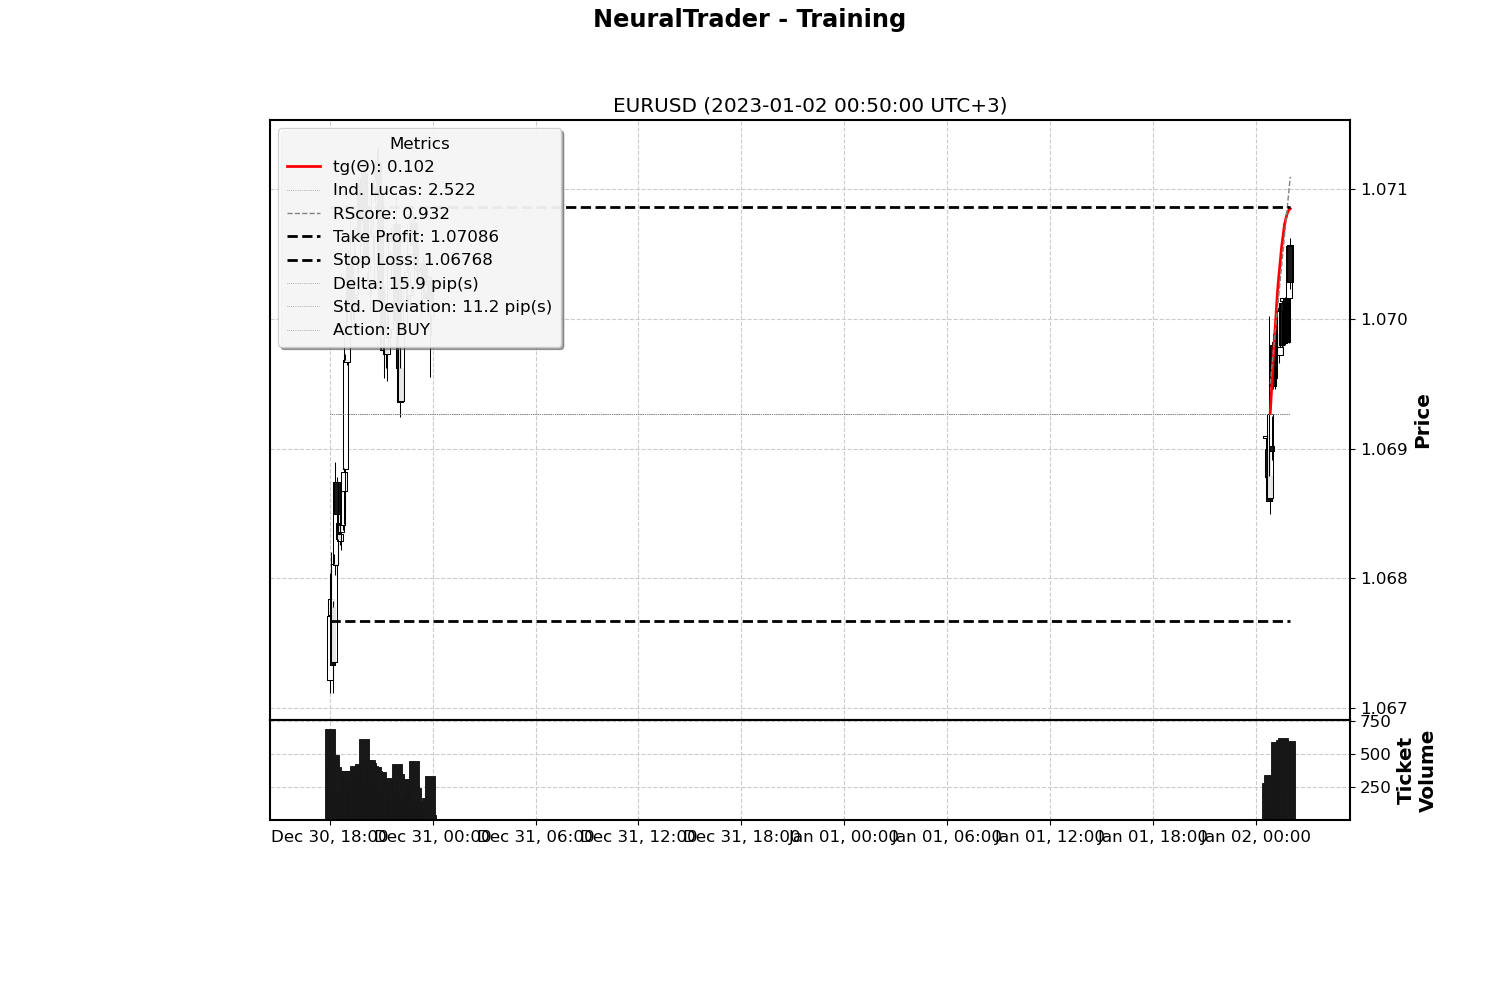 NeuralTrader - Training
EURUSD (2023-01-02 00:50:00 UTC+3)
Metrics
tg(Θ): 0.102
Ind. Lucas: 2.522
RScore: 0.932
Take Profit: 1.07086
Stop Loss: 1.06768
Delta: 15.9 pip(s)
Std. Deviation: 11.2 pip(s)
Action: BUY
1.071
1.070
1.069
1.068
1.067
Price
750
500
250
Ticket
Volume
Dec 30, 18:00
Dec 31, 00:00
Dec 31, 06:00
Dec 31, 12:00
Dec 31, 18:00
Jan 01, 00:00
Jan 01, 06:00
Jan 01, 12:00
Jan 01, 18:00
Jan 02, 00:00